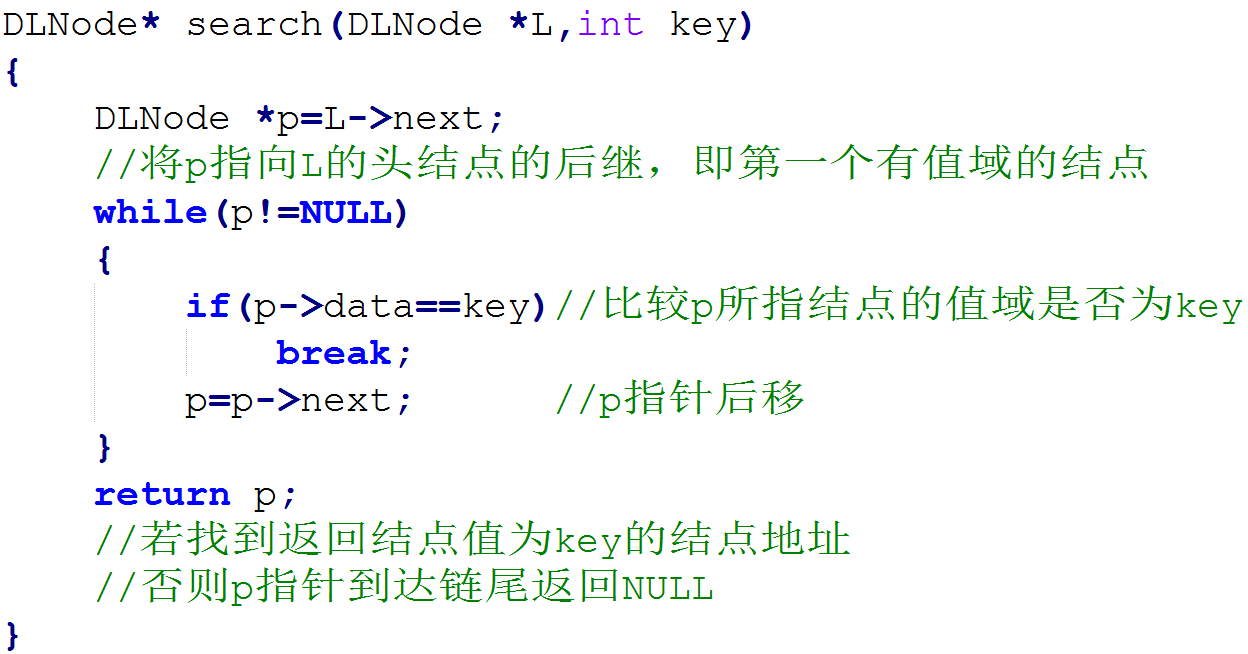 DLNode* search(DLNode *L,int key)
{
DLNode *p=L->next;
//将p指向L的头结点的后继，即第一个有值域的结点
while(p!=NULL)
{
if(p->data==key)//比较p所指结点的值域是否为key
break;
p=p->next; //p指针后移
}
return p;
//若找到返回结点值为key的结点地址
//否则p指针到达链尾返回NULL
}